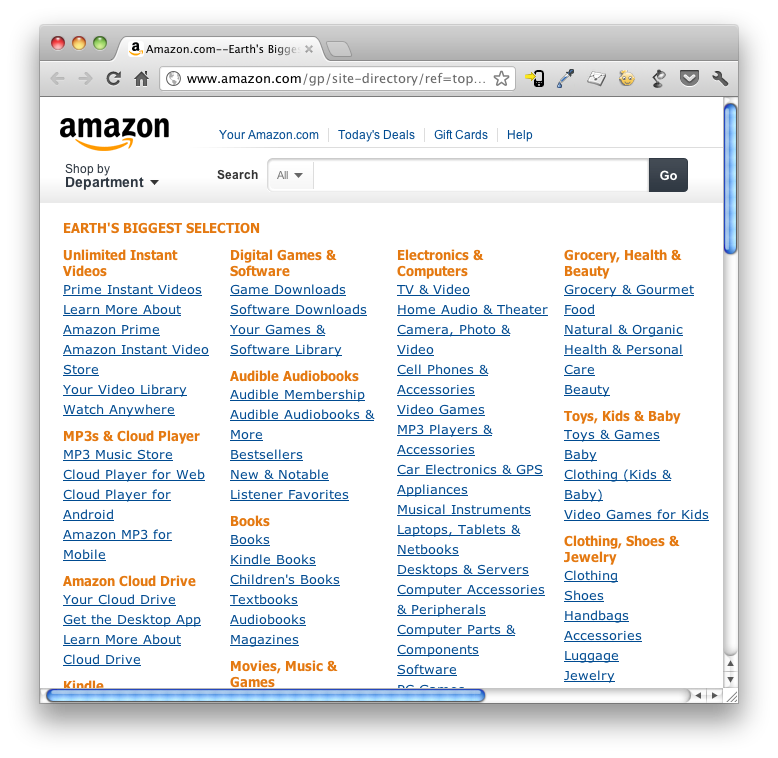 Amazon.com--Earth's Bigge
www.amazon.com/gp/site-directory/ref=top...
amazon
Your Amazon.com
Today's Deals
Gift Cards
Help
Shop by
Department
Search
All
Go
EARTH'S BIGGEST SELECTION
Unlimited Instant
Videos
Prime Instant Videos
Learn More About
Amazon Prime
Amazon Instant Video
Store
Your Video Library
Watch Anywhere
MP3s & Cloud Player
MP3 Music Store
Cloud Player for Web
Cloud Player for
Android
Amazon MP3 for
Mobile
Amazon Cloud Drive
Your Cloud Drive
Get the Desktop App
Learn More About
Cloud Drive
Kindle
Digital Games &
Software
Game Downloads
Software Downloads
Your Games &
Software Library
Audible Audiobooks
Audible Membership
Audible Audiobooks &
More
Bestsellers
New & Notable
Listener Favorites
Books
Books
Kindle Books
Children's Books
Textbooks
Audiobooks
Magazines
Movies, Music &
Games
Electronics &
Computers
TV & Video
Home Audio & Theater
Camera, Photo &
Video
Cell Phones &
Accessories
Video Games
MP3 Players &
Accessories
Car Electronics & GPS
Appliances
Musical Instruments
Laptops, Tablets &
Netbooks
Desktops & Servers
Computer Accessories
& Peripherals
Computer Parts &
Components
Software
PC Games
Grocery, Health &
Beauty
Grocery & Gourmet
Food
Natural & Organic
Health & Personal
Care
Beauty
Toys, Kids & Baby
Toys & Games
Baby
Clothing (Kids &
Baby)
Video Games for Kids
Clothing, Shoes &
Jewelry
Clothing
Shoes
Handbags
Accessories
Luggage
Jewelry